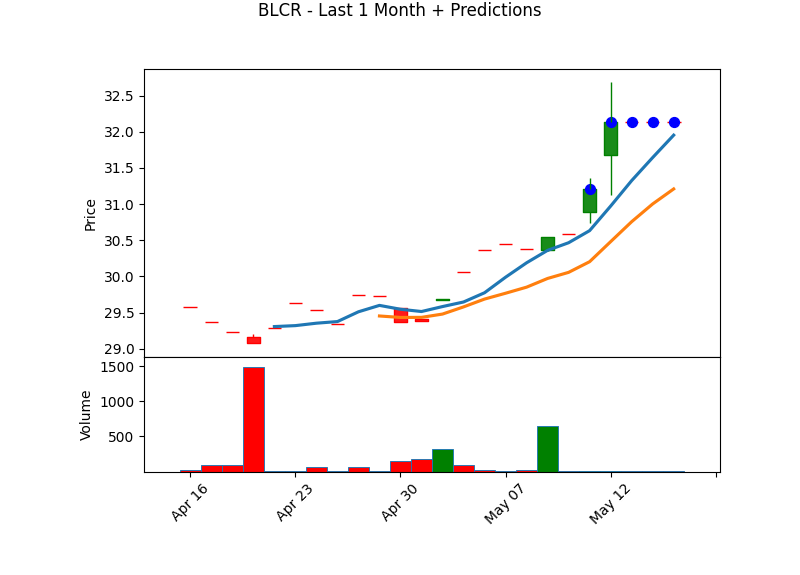 BLCR - Last 1 Month + Predictions
32.5
32.0
31.5
31.0
30.5
30.0
29.5
29.0
Price
1500
1000
500
Volume
Apr 16
Apr 23
Apr 30
May 07
May 12